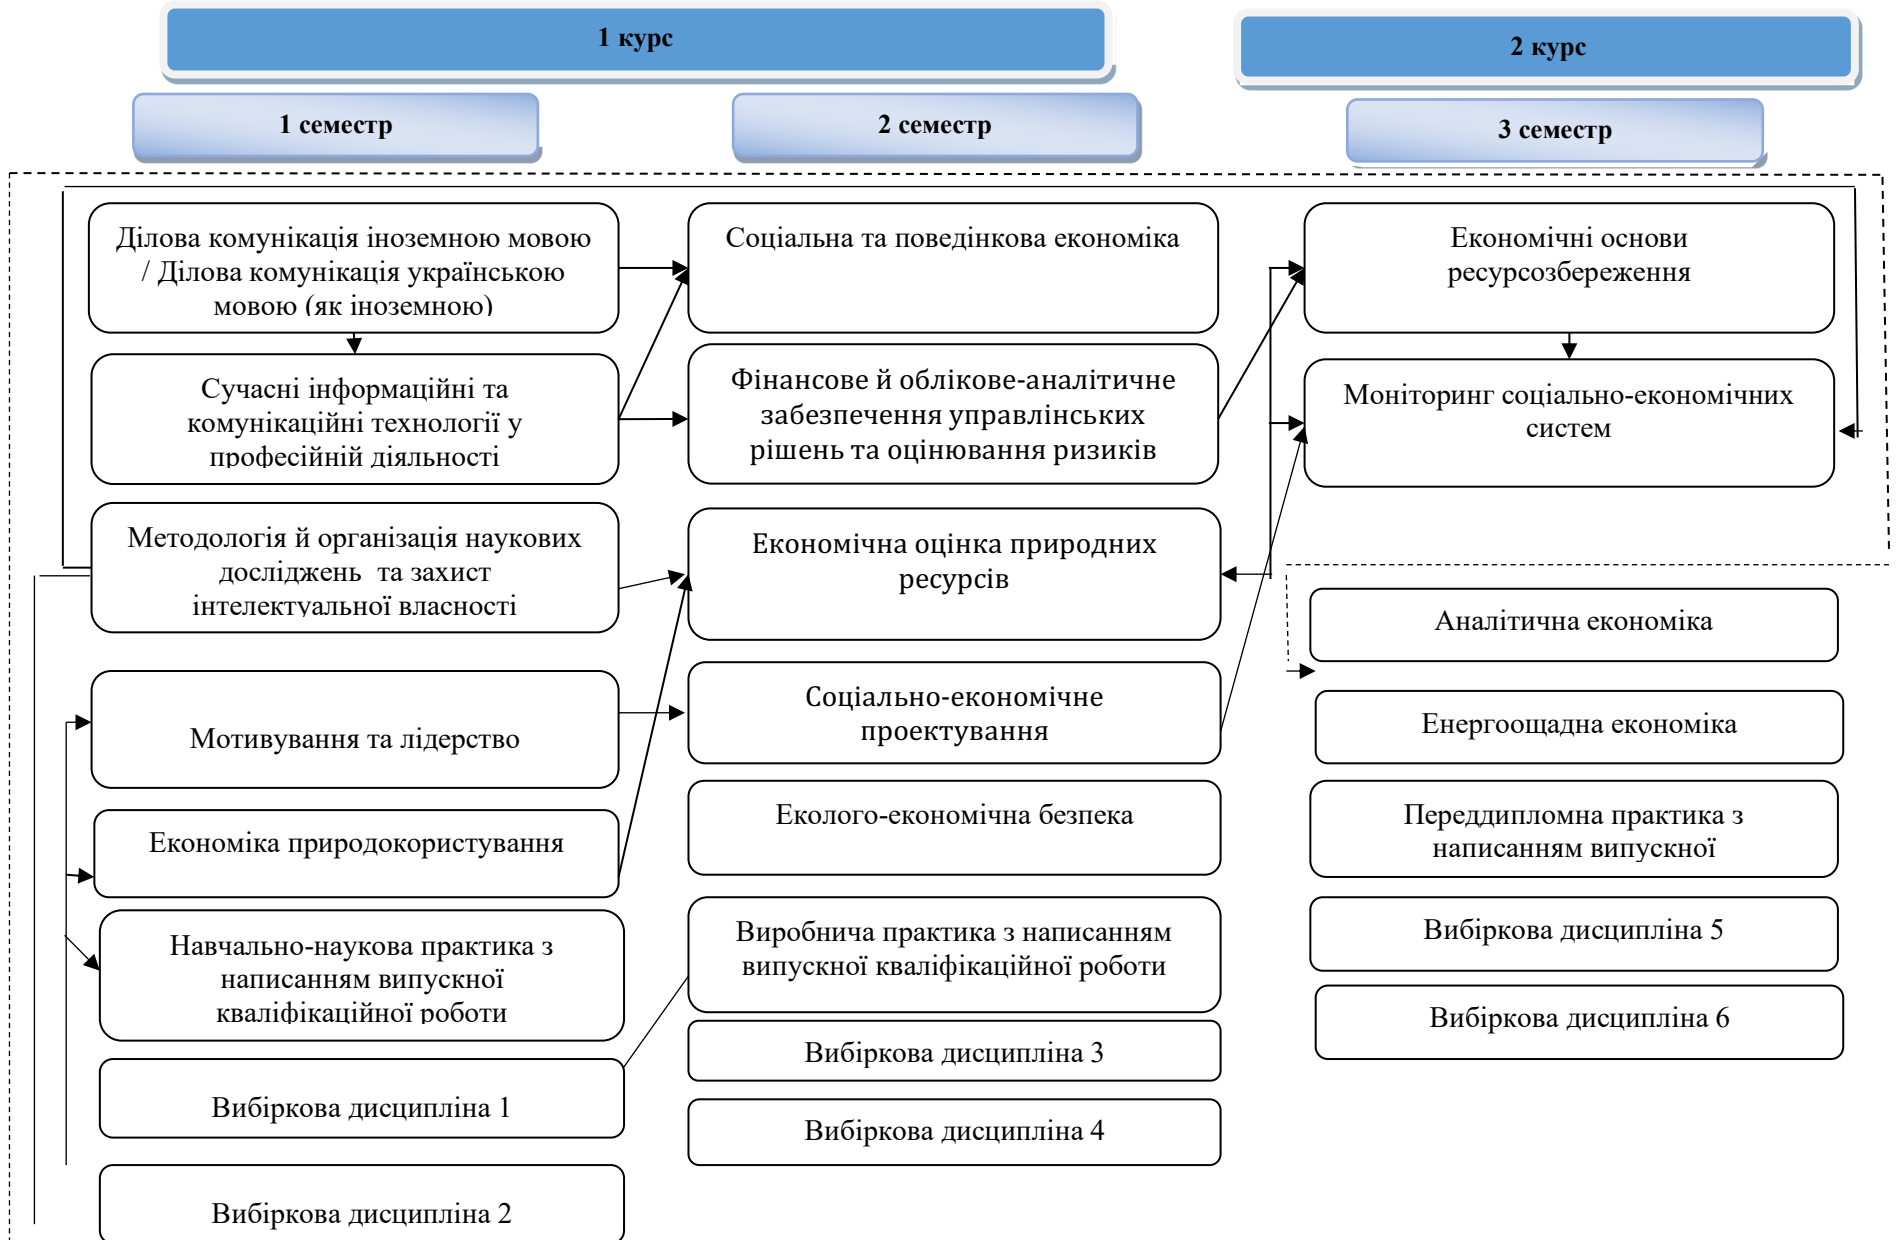 1 курс
2 курс
1 семестр
2 семестр
3 семестр
Ділова комунікація іноземною мовою
/ Ділова комунікація українською
мовою (як іноземною)
Сучасні інформаційні та
комунікаційні технології у
професійній діяльності
Методологія й організація наукових
досліджень та захист
інтелектуальної власності
Мотивування та лідерство
Економіка природокористування
Навчально-наукова практика з
написанням випускної
кваліфікаційної роботи
Вибіркова дисципліна 1
Вибіркова дисципліна 2
Соціальна та поведінкова економіка
Фінансове й облікове-аналітичне
забезпечення управлінських
рішень та оцінювання ризиків
Економічна оцінка природних
ресурсів
Соціально-економічне
проектування
Еколого-економічна безпека
Виробнича практика з написанням
випускної кваліфікаційної роботи
Вибіркова дисципліна 3
Вибіркова дисципліна 4
Економічні основи
ресурсозбереження
Моніторинг соціально-економічних
систем
Аналітична економіка
Енергоощадна економіка
Переддипломна практика з
написанням випускної
Вибіркова дисципліна 5
Вибіркова дисципліна 6